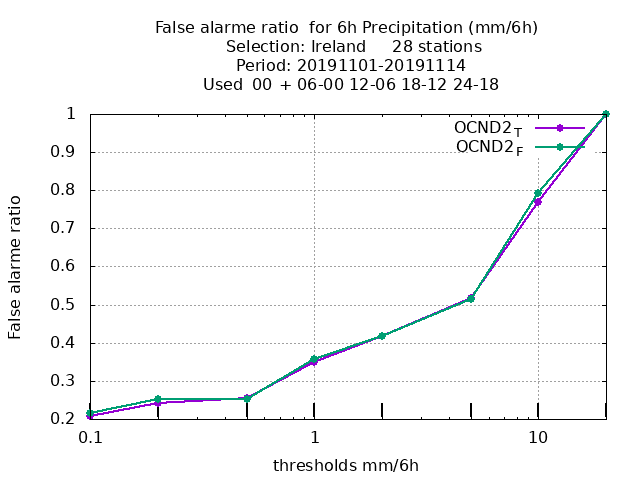 False alarme ratio  for 6h Precipitation (mm/6h)
Selection: Ireland     28 stations
Period: 20191101-20191114
Used  00  + 06-00 12-06 18-12 24-18
OCND2T
OCND2F
1
0.9
0.8
0.7
0.6
0.5
0.4
0.3
0.2
False alarme ratio
0.1
1
10
thresholds mm/6h